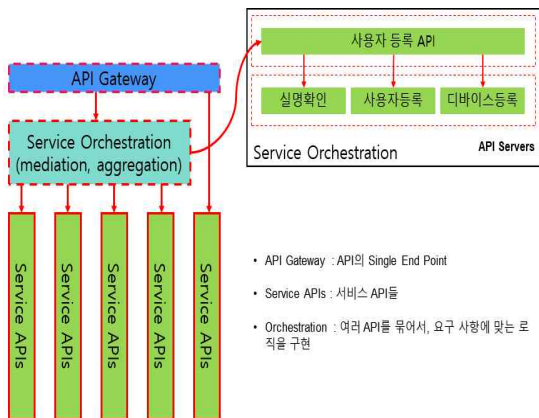 API Gateway
Service Orchestration
(mediation, aggregation)
Service APIs
Service APIs
Service APIs
Service APIs
Service APIs
사용자 등록 API
실명확인
사용자등록
디바이스등록
Service Orchestration
API Servers
• API Gateway : API의 Single End Point
• Service APIs : 서비스 API들
• Orchestration : 여러 API를 묶어서, 요구 사항에 맞는 로
직을 구현